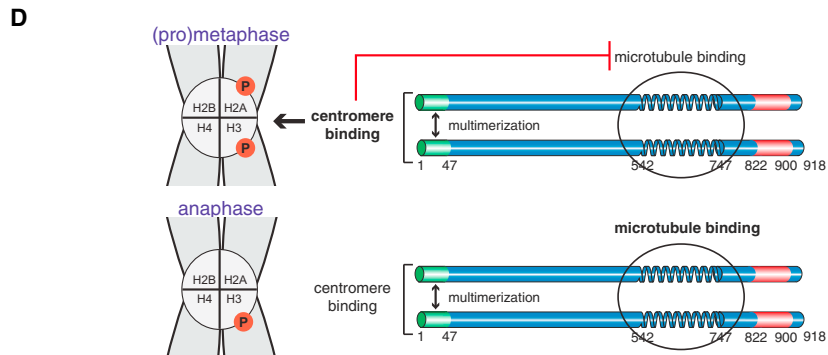 D
(pro)metaphase
P
H2B H2A
H4 H3
P
centromere
binding
microtubule binding
multimerization
1 47 542 747 822 900 918
anaphase
H2B H2A
H4 H3
P
centromere
binding
microtubule binding
multimerization
1 47 542 747 822 900 918